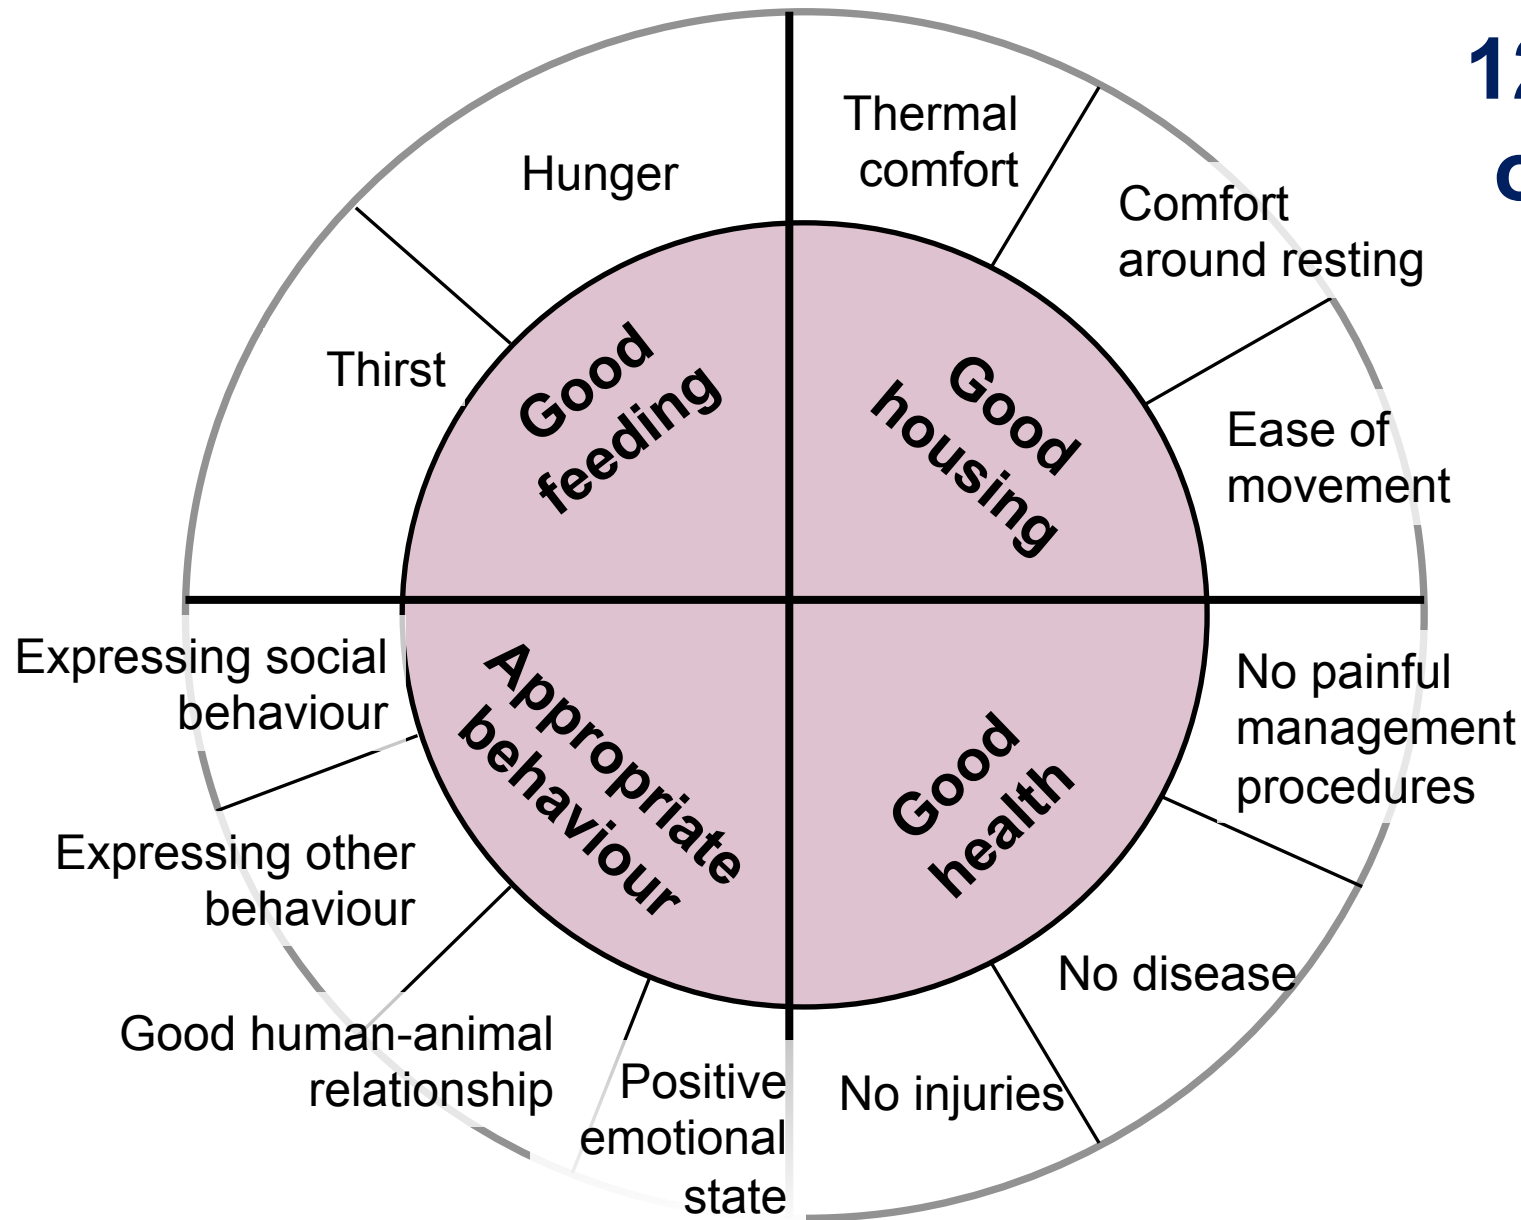 12
Thermal
comfort
Hunger
Comfort
around resting
Thirst
Good
feeding
Good
housing
Ease of
movement
Expressing social
behaviour
Appropriate
behaviour
Good
health
No painful
management
procedures
Expressing other
behaviour
No disease
Good human-animal
relationship
Positive
emotional
state
No injuries